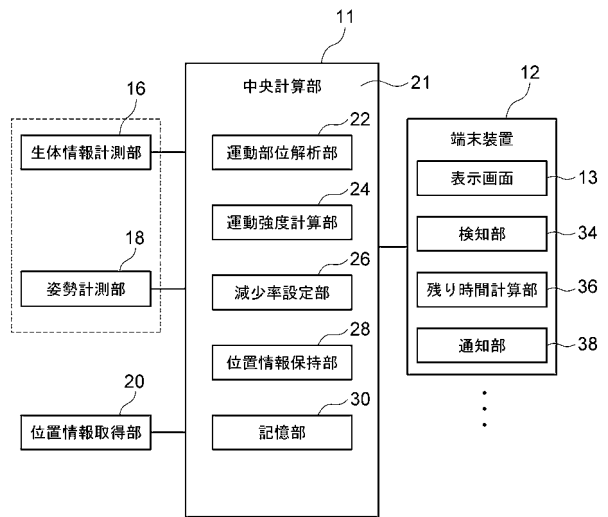 11
中央計算部
21
16
生体情報計測部
18
姿勢計測部
20
位置情報取得部
22
運動部位解析部
24
運動強度計算部
26
減少率設定部
28
位置情報保持部
30
記憶部
12
端末装置
表示画面
13
検知部
34
残り時間計算部
36
通知部
38